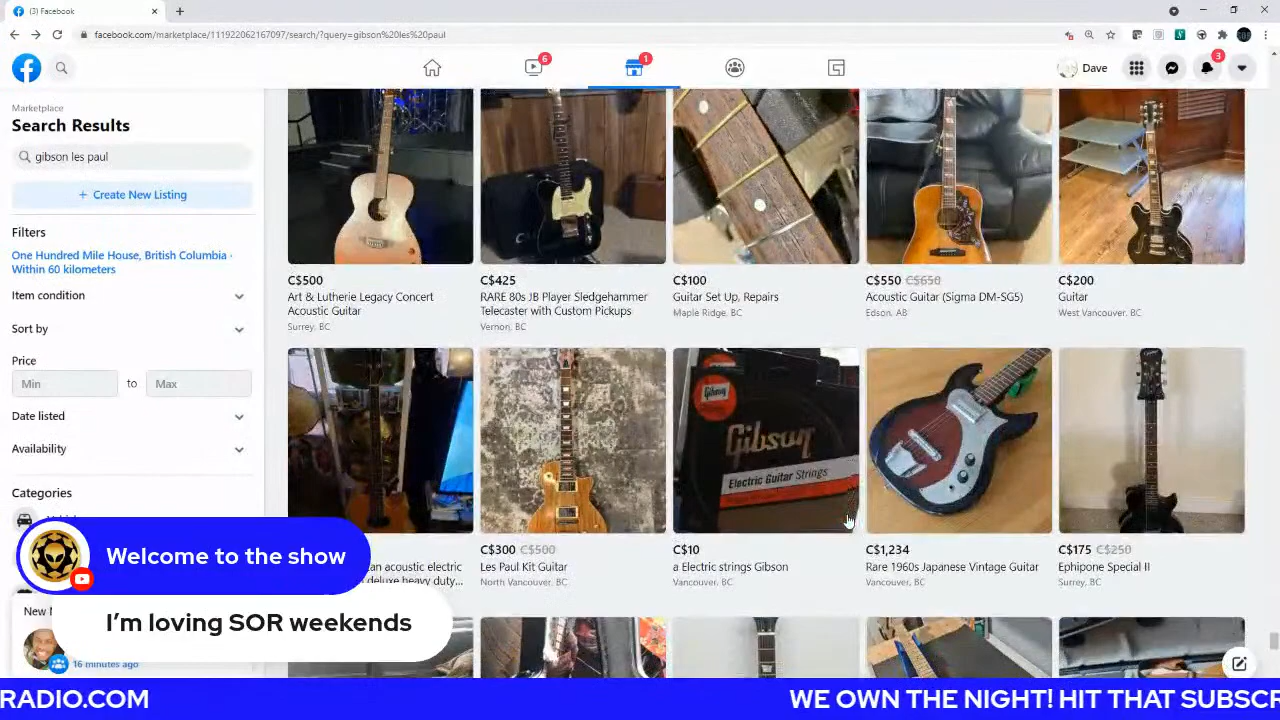 (3) Facebook
facebook.com/marketplace/111922062167097/search/?query=gibson%20les%20paul
6
1
Dave
3
Marketplace
Search Results
gibson les paul
+ Create New Listing
Filters
One Hundred Mile House, British Columbia ·
Within 60 kilometers
Item condition
Sort by
Price
Min to Max
Date listed
Availability
Categories
C$500
Art & Lutherie Legacy Concert
Acoustic Guitar
Surrey, BC
C$425
RARE 80s JB Player Sledgehammer
Telecaster with Custom Pickups
Vernon, BC
C$100
Guitar Set Up, Repairs
Maple Ridge, BC
C$550 C$650
Acoustic Guitar (Sigma DM-SG5)
Edson, AB
C$200
Guitar
West Vancouver, BC
an acoustic electric
deluxe heavy duty...
C$300 C$500
Les Paul Kit Guitar
North Vancouver, BC
Gibson
Electric Guitar Strings
C$10
a Electric strings Gibson
Vancouver, BC
C$1,234
Rare 1960s Japanese Vintage Guitar
Vancouver, BC
C$175 C$250
Ephipone Special II
Surrey, BC
Welcome to the show
I'm loving SOR weekends
New
16 minutes ago
RADIO.COM WE OWN THE NIGHT! HIT THAT SUBSC